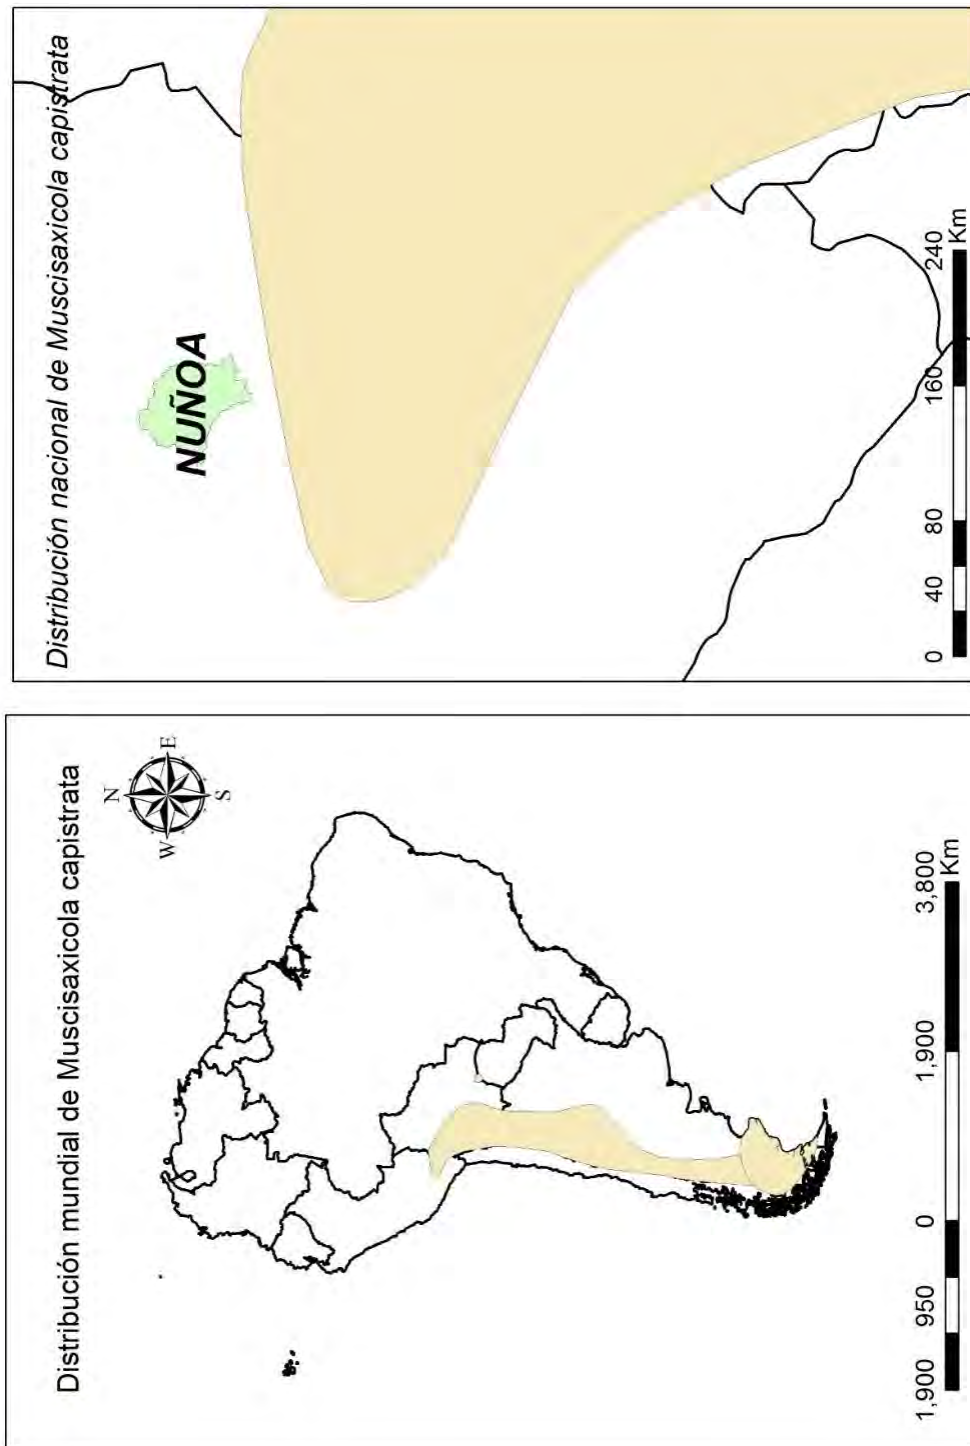 Distribución nacional de Muscisaxicola capistrata
NUÑOA
0 40 80 160 240
Km
Distribución mundial de Muscisaxicola capistrata
N
W E
S
1,900 950 0 1,900 3,800
Km